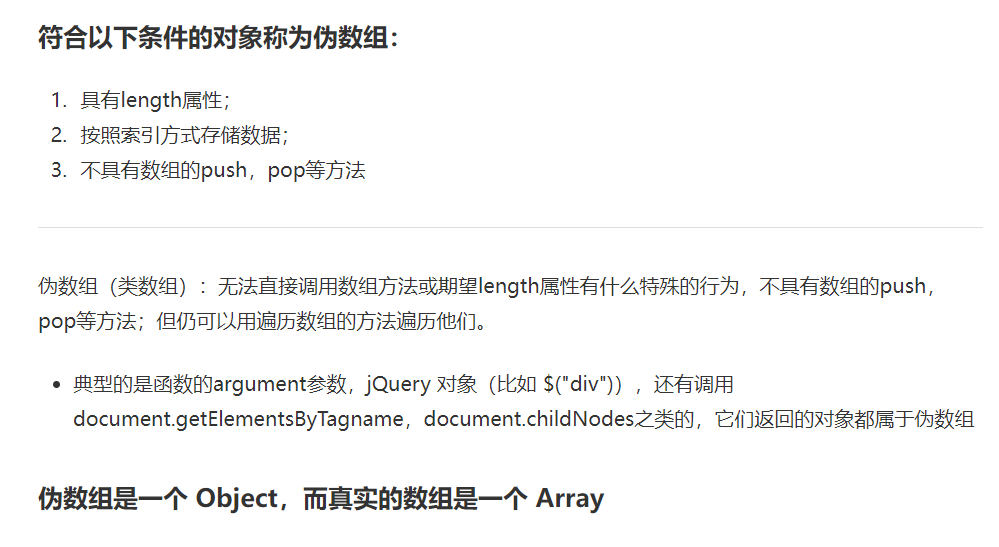 符合以下条件的对象称为伪数组：
1. 具有length属性；
2. 按照索引方式存储数据；
3. 不具有数组的push，pop等方法
伪数组（类数组）：无法直接调用数组方法或期望length属性有什么特殊的行为，不具有数组的push，
pop等方法；但仍可以用遍历数组的方法遍历他们。
• 典型的是函数的argument参数，jQuery 对象（比如 $("div")），还有调用
document.getElementsByTagname，document.childNodes之类的，它们返回的对象都属于伪数组
伪数组是一个 Object，而真实的数组是一个 Array